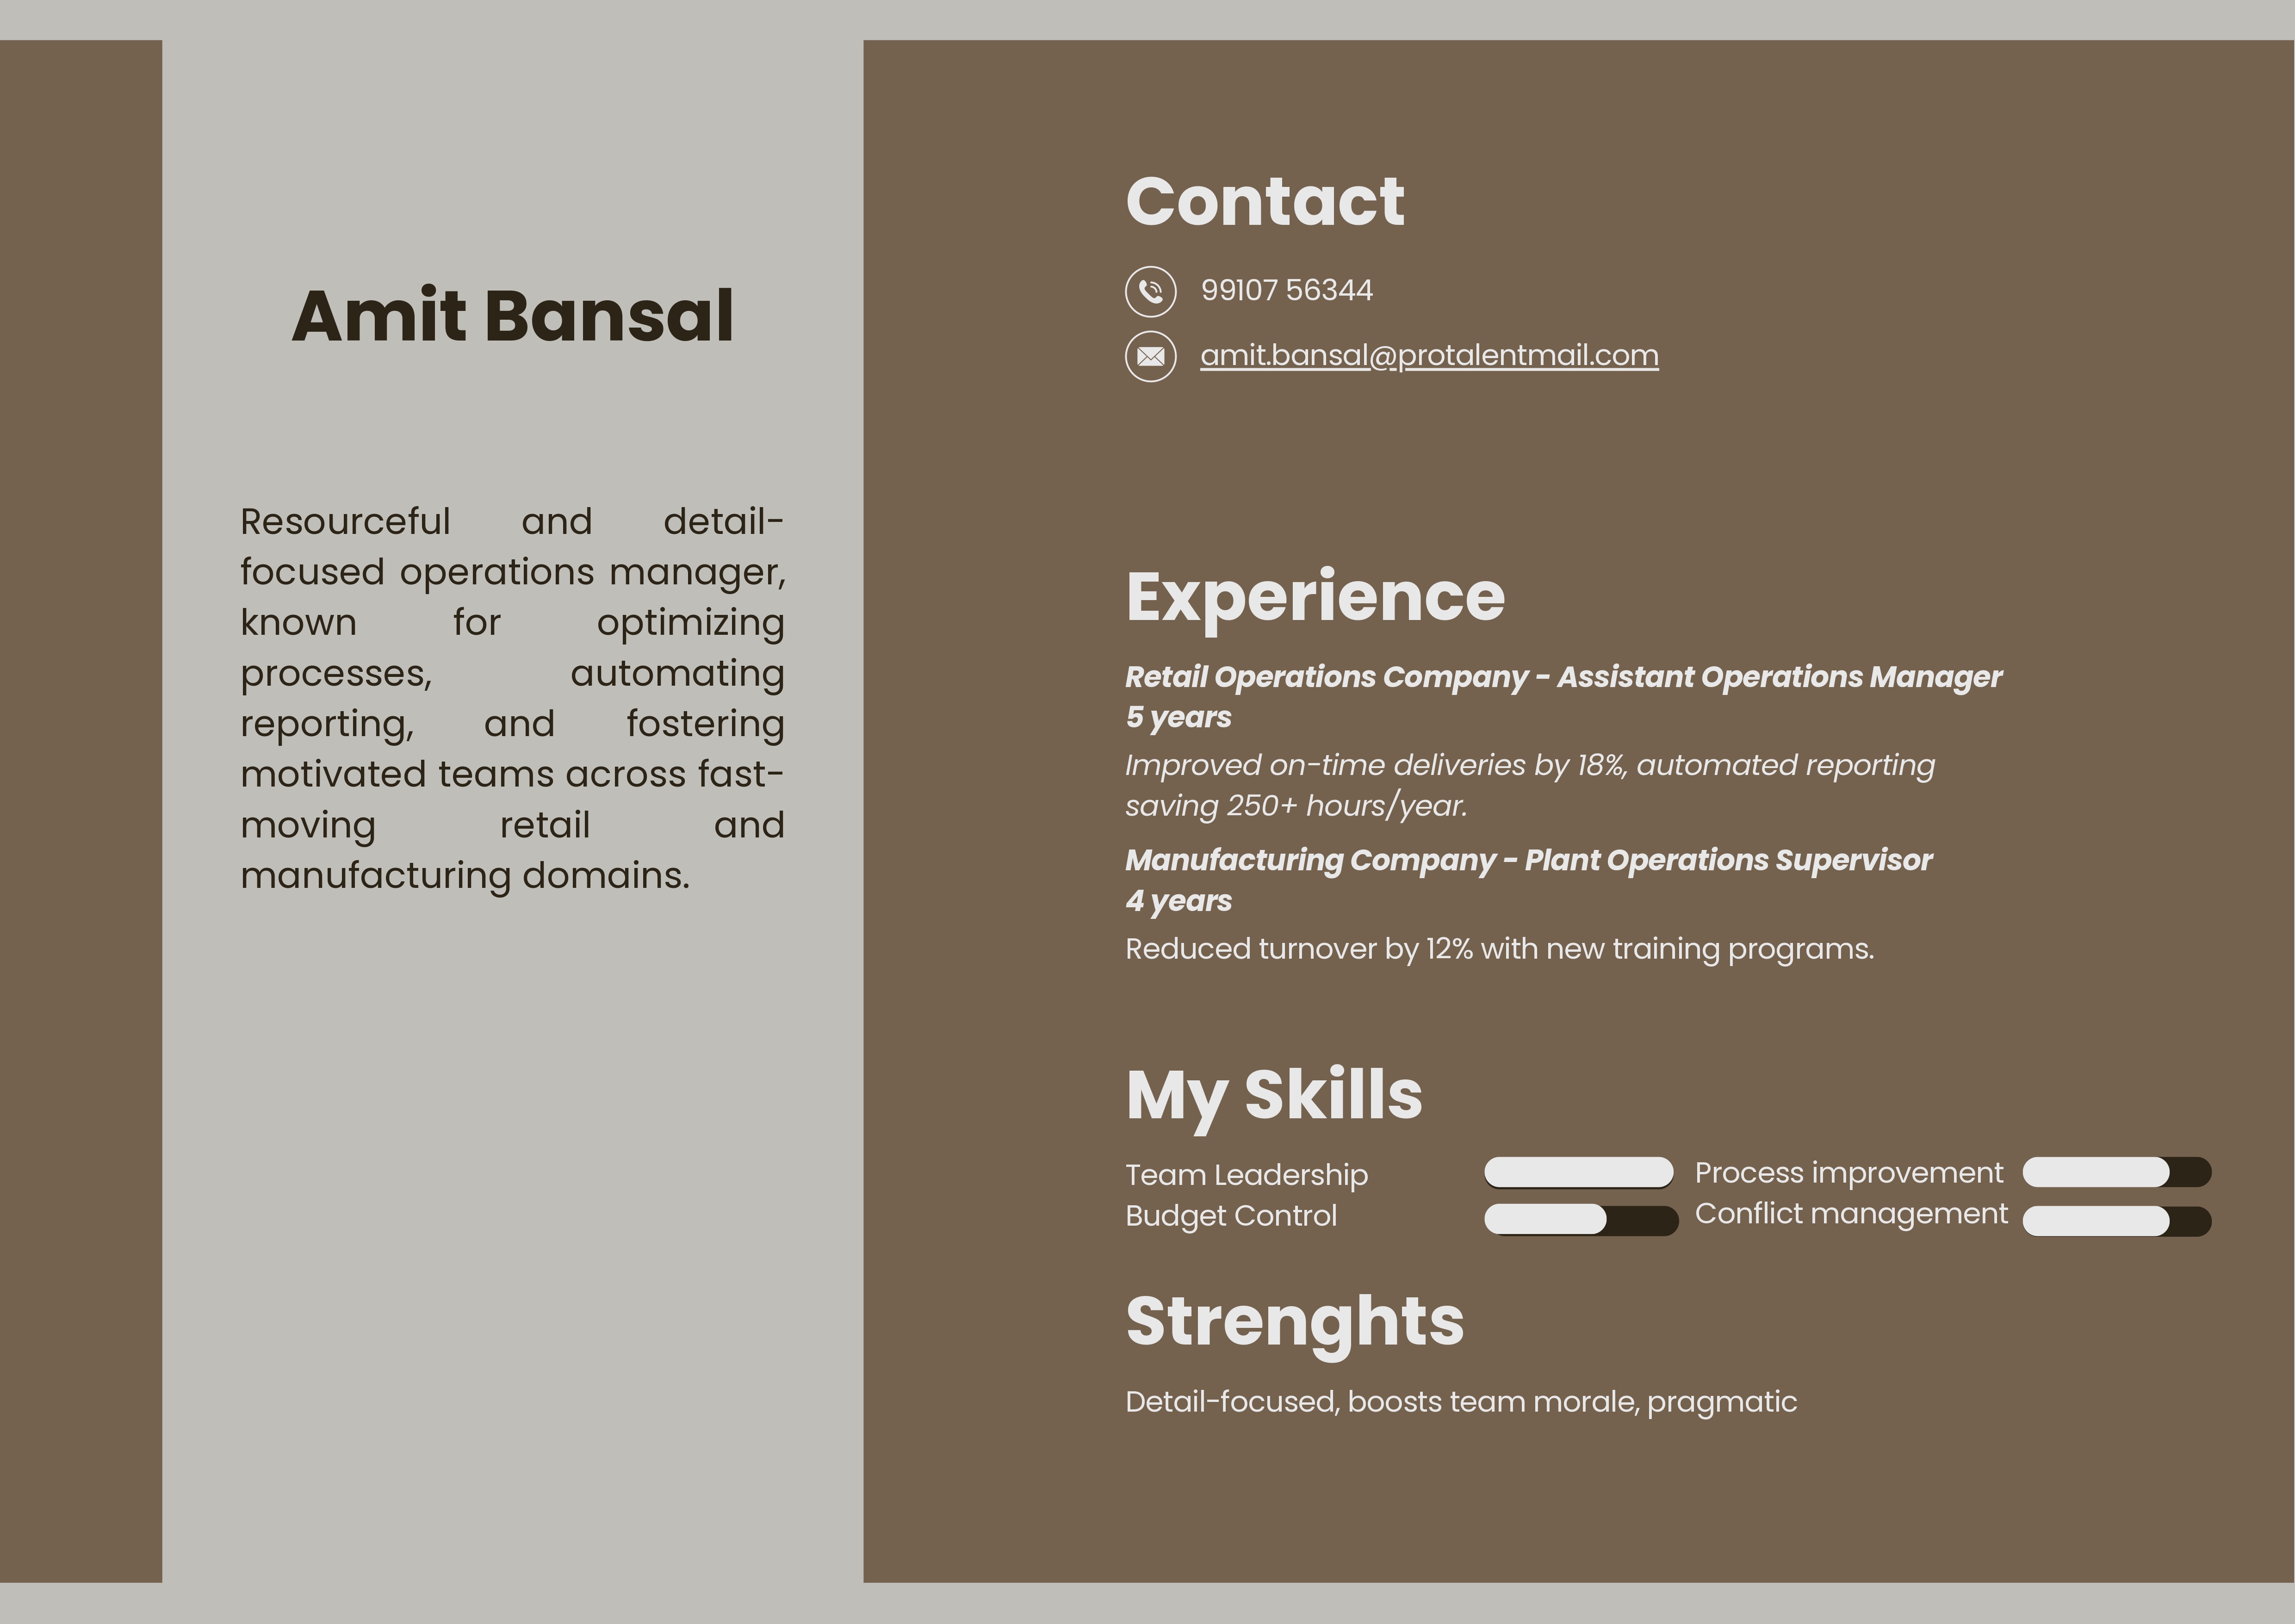 Amit Bansal
Resourceful and detail-
focused operations manager,
known for optimizing
processes, automating
reporting, and fostering
motivated teams across fast-
moving retail and
manufacturing domains.
Contact
99107 56344
amit.bansal@protalentmail.com
Experience
Retail Operations Company - Assistant Operations Manager
5 years
Improved on-time deliveries by 18%, automated reporting
saving 250+ hours/year.
Manufacturing Company - Plant Operations Supervisor
4 years
Reduced turnover by 12% with new training programs.
My Skills
Team Leadership
Budget Control
Process improvement
Conflict management
Strenghts
Detail-focused, boosts team morale, pragmatic